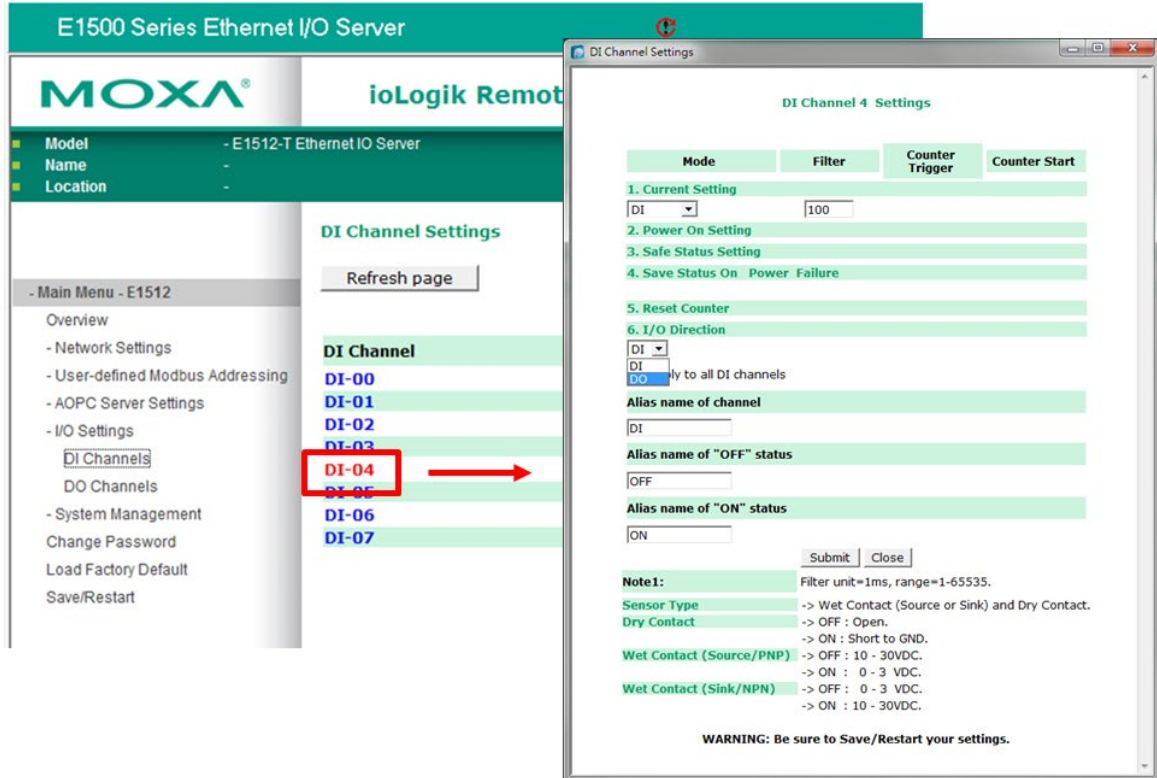 E1500 Series Ethernet I/O Server
MOXA®
ioLogik Remot
Model - E1512-T Ethernet IO Server
Name -
Location -
- Main Menu - E1512
Overview
- Network Settings
- User-defined Modbus Addressing
- AOPC Server Settings
- I/O Settings
DI Channels
DO Channels
- System Management
Change Password
Load Factory Default
Save/Restart
DI Channel Settings
Refresh page
DI Channel
DI-00
DI-01
DI-02
DI-03
DI-04
DI-05
DI-06
DI-07
DI Channel Settings
DI Channel 4 Settings
Mode Filter Counter Trigger Counter Start
1. Current Setting
DI 100
2. Power On Setting
3. Safe Status Setting
4. Save Status On Power Failure
5. Reset Counter
6. I/O Direction
DI
DI
DO to all DI channels
Alias name of channel
DI
Alias name of "OFF" status
OFF
Alias name of "ON" status
ON
Submit Close
Note1: Filter unit=1ms, range=1-65535.
Sensor Type -> Wet Contact (Source or Sink) and Dry Contact.
Dry Contact -> OFF : Open.
-> ON : Short to GND.
Wet Contact (Source/PNP) -> OFF : 10 - 30VDC.
-> ON : 0 - 3 VDC.
Wet Contact (Sink/NPN) -> OFF : 0 - 3 VDC.
-> ON : 10 - 30VDC.
WARNING: Be sure to Save/Restart your settings.